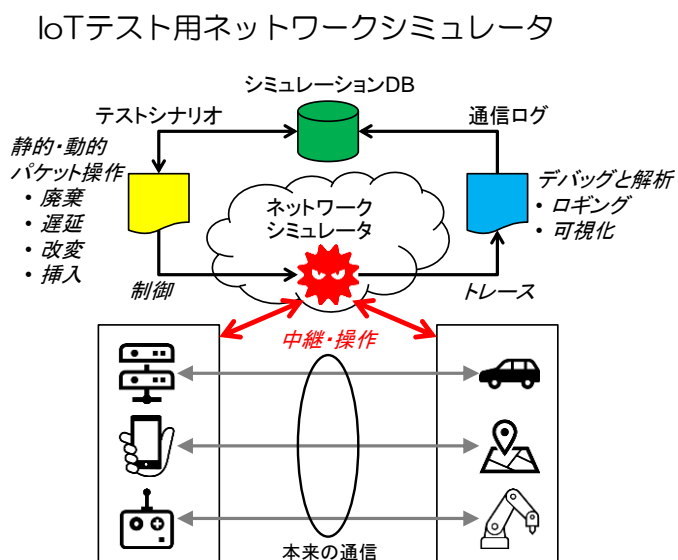 IoTテスト用ネットワークシミュレータ
シミュレーションDB
テストシナリオ
通信ログ
静的・動的
パケット操作
• 廃棄
• 遅延
• 改変
• 挿入
ネットワーク
シミュレータ
デバッグと解析
• ロギング
• 可視化
制御
トレース
中継・操作
本来の通信